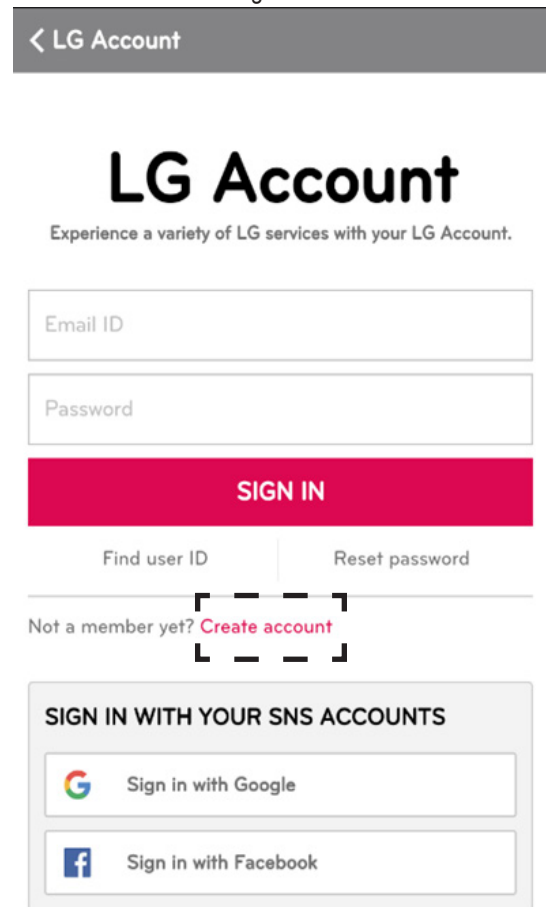 LG Account
LG Account
Experience a variety of LG services with your LG Account.
Email ID
Password
SIGN IN
Find user ID Reset password
Not a member yet? Create account
SIGN IN WITH YOUR SNS ACCOUNTS
Sign in with Google
Sign in with Facebook